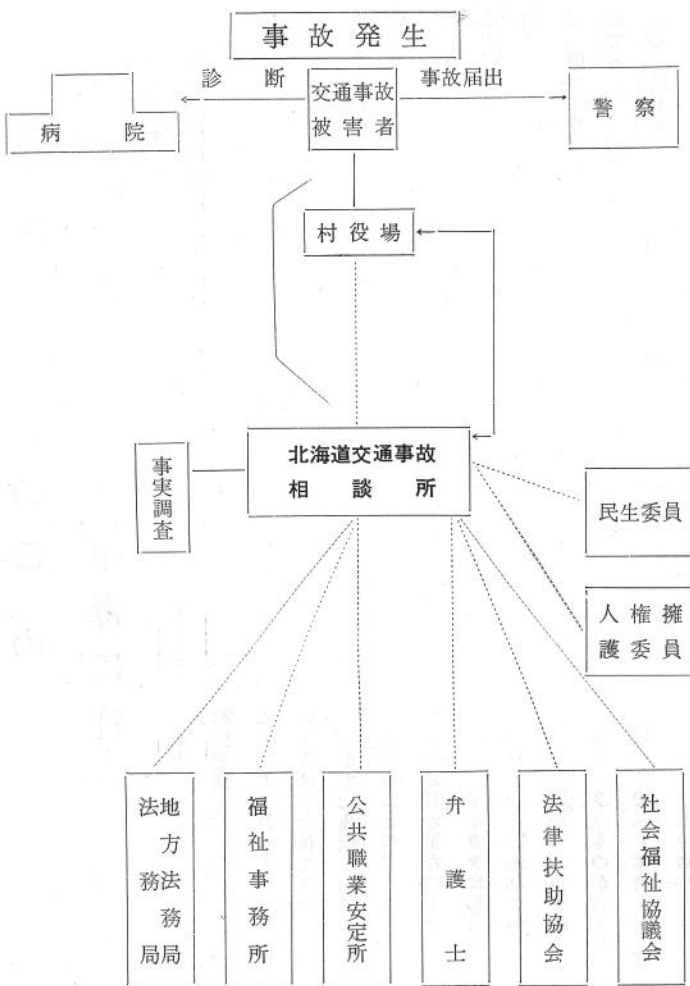 事故発生
診断
事故届出
病院
交通事故
被害者
警察
村役場
北海道交通事故
相談所
事実調査
民生委員
人権擁
護委員
地方法務局
法務局
福祉事務所
公共職業安定所
弁護士
法律扶助協会
社会福祉協議会